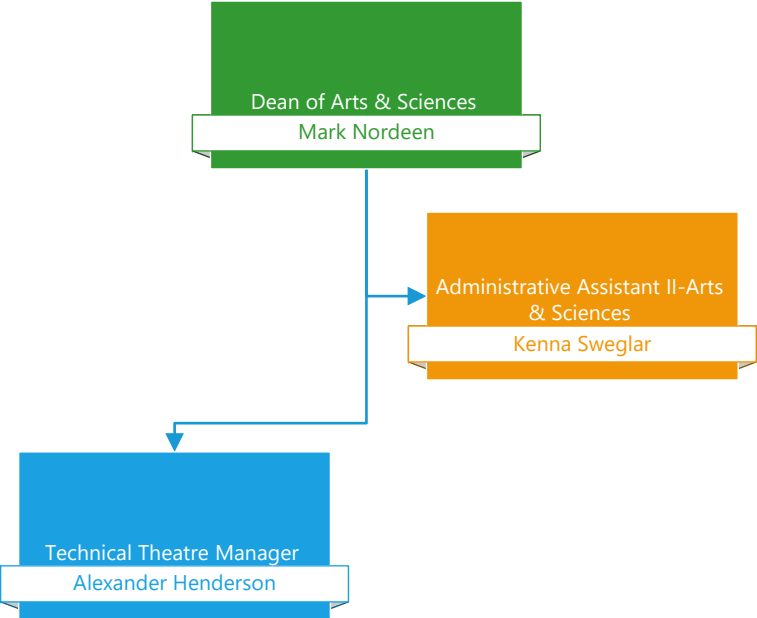 Dean of Arts & Sciences
Mark Nordeen
Administrative Assistant II-Arts
& Sciences
Kenna Sweglar
Technical Theatre Manager
Alexander Henderson